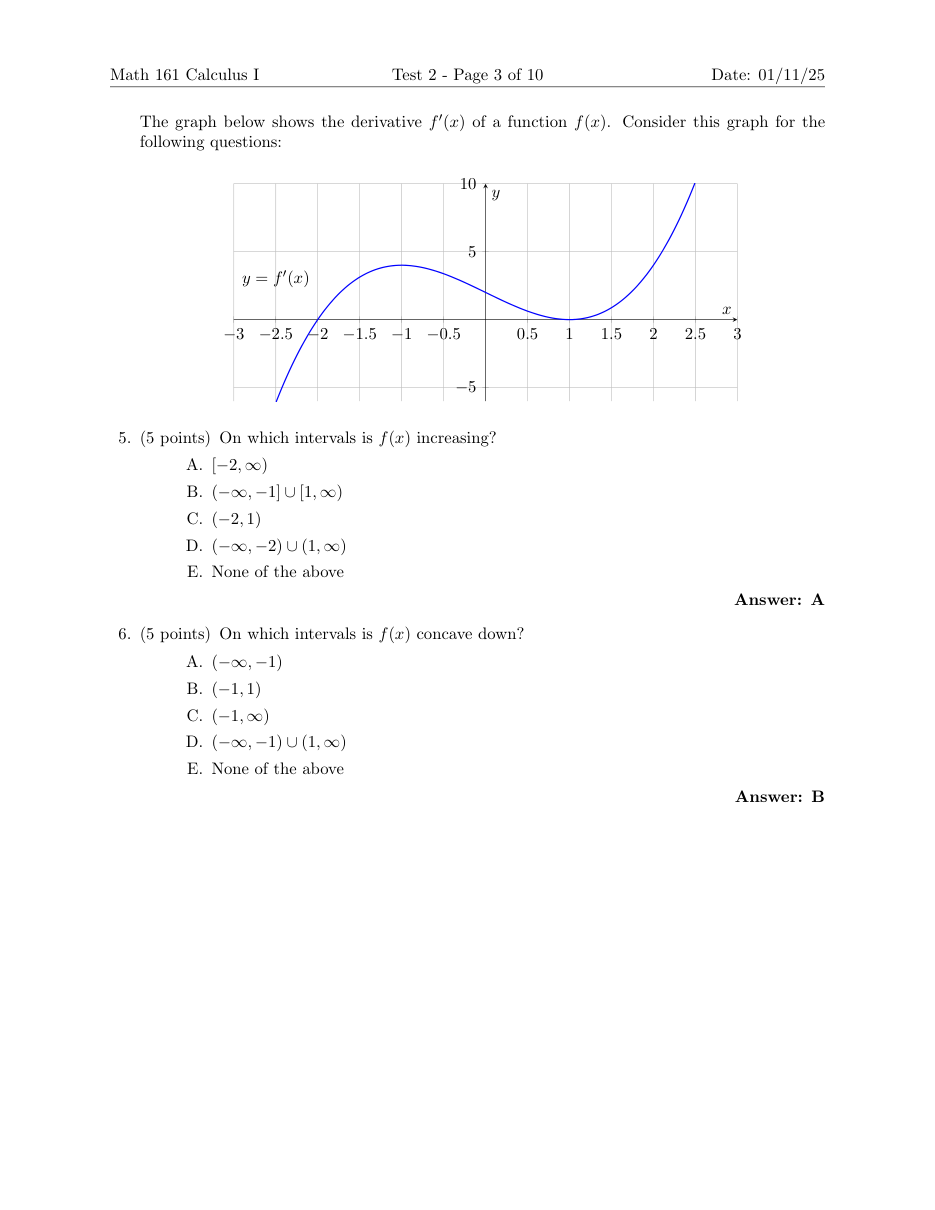 Math 161 Calculus I Test 2 - Page 3 of 10 Date: 01/11/25
The graph below shows the derivative f′(x) of a function f(x). Consider this graph for the
following questions:
10
y
5
y = f′(x)
x
−3 −2.5 −2 −1.5 −1 −0.5 0.5 1 1.5 2 2.5 3
−5
5. (5 points) On which intervals is f(x) increasing?
A. [−2, ∞)
B. (−∞, −1] ∪ [1, ∞)
C. (−2, 1)
D. (−∞, −2) ∪ (1, ∞)
E. None of the above
Answer: A
6. (5 points) On which intervals is f(x) concave down?
A. (−∞, −1)
B. (−1, 1)
C. (−1, ∞)
D. (−∞, −1) ∪ (1, ∞)
E. None of the above
Answer: B